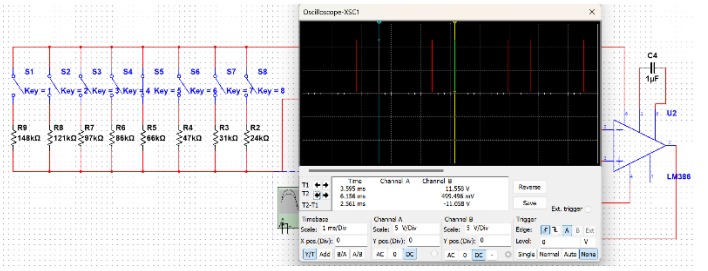 Oscilloscope-XSC1
S1 S2 S3 S4 S5 S6 S7 S8
Key = 1 Key = 2 Key = 3 Key = 4 Key = 5 Key = 6 Key = 7 Key = 8
R9 R8 R7 R6 R5 R4 R3 R2
148kΩ 121kΩ 97kΩ 86kΩ 66kΩ 47kΩ 31kΩ 24kΩ
C4
1µF
U2
LM386
Time Channel A Channel B
T1 3.595 ms 11.558 V
T2 6.156 ms 499.496 mV
T2-T1 2.561 ms -11.058 V
Reverse
Save
Ext. trigger
Timebase Channel A Channel B Trigger
Scale: 1 ms/Div Scale: 5 V/Div Scale: 5 V/Div Edge: A B Ext
X pos.(Div): 0 Y pos.(Div): 0 Y pos.(Div): 0 Level: V
Y/T Add B/A A/B AC 0 DC AC 0 DC - Single Normal Auto None